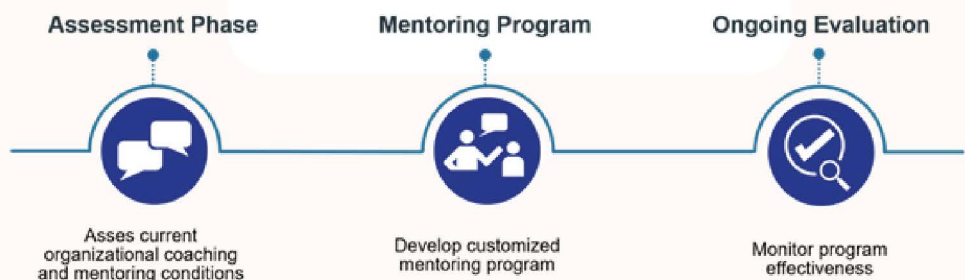 Assessment Phase
Mentoring Program
Ongoing Evaluation
Asses current
organizational coaching
and mentoring conditions
Develop customized
mentoring program
Monitor program
effectiveness